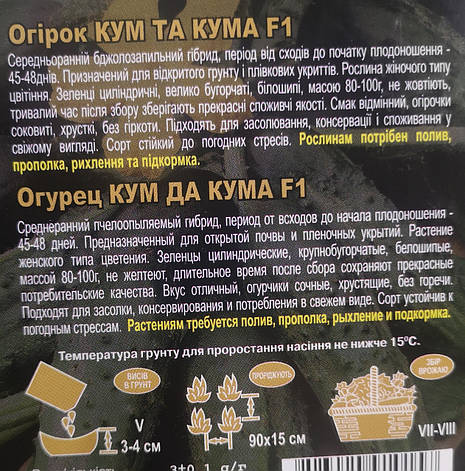 Огірок КУМ ТА КУМА F1
Середньоранній бджолозапильний гібрид, період від сходів до початку плодоношення -
45-48днів. Призначений для відкритого грунту і плівкових укриттів. Рослина жіночого типу
цвітіння. Зеленці циліндричні, велико бугорчаті, білошипі, масою 80-100г, не жовтіють,
тривалий час після збору зберігають прекрасні споживчі якості. Смак відмінний, огірочки
соковиті, хрусткі, без гіркоти. Підходять для засолювання, консервації і споживання у
свіжому вигляді. Сорт стійкий до погодних стресів. Рослинам потрібен полив,
прополка, рихлення та підкормка.
Огурец КУМ ДА КУМА F1
Среднеранний пчелоопыляемый гибрид, период от всходов до начала плодоношения -
45-48 дней. Предназначенный для открытой почвы и пленочных укрытий. Растение
женского типа цветения. Зеленцы цилиндрические, крупнобугорчатые, белошипые,
массой 80-100г, не желтеют, длительное время после сбора сохраняют прекрасные
потребительские качества. Вкус отличный, огурчики сочные, хрустящие, без горечи.
Подходят для засолки, консервирования и потребления в свежем виде. Сорт устойчив к
погодным стрессам. Растениям требуется полив, прополка, рыхление и подкормка.
Температура грунту для проростання насіння не нижче 15⁰С.
ВИСІВ
В ГРУНТ
V
3-4 см
ПРОРІДЖУЮТЬ
90х15 см
ЗБІР
ВРОЖАЮ
VII-VIII
3±0,1 g/г